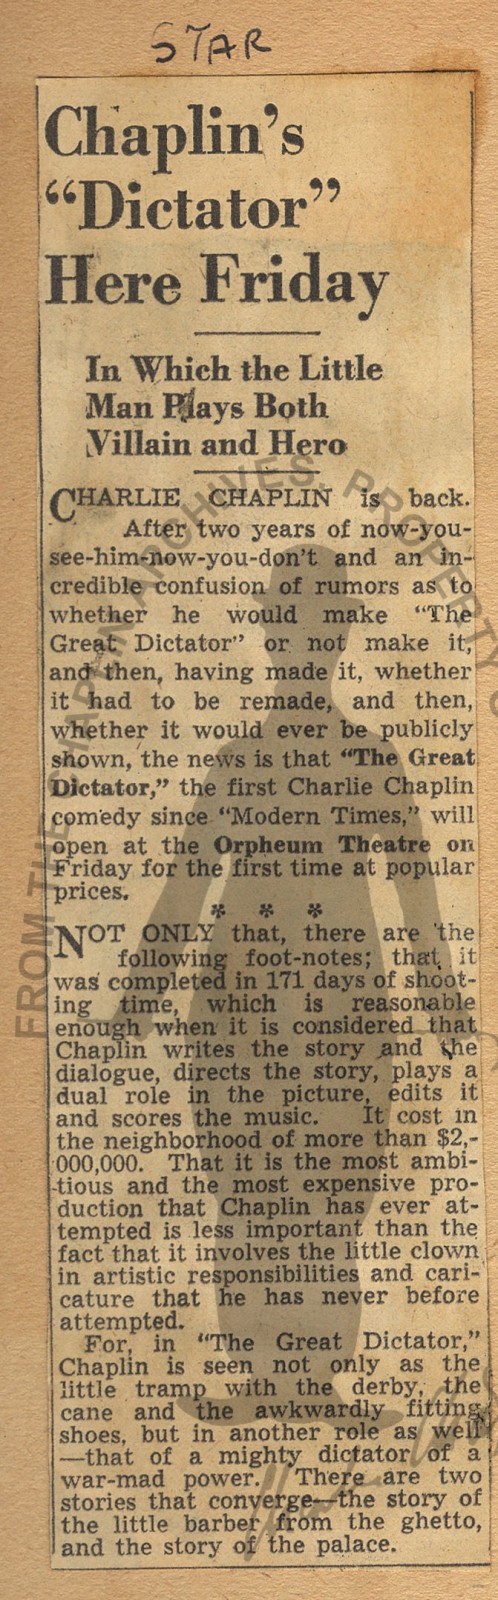 STAR
Chaplin's
"Dictator"
Here Friday
In Which the Little
Man Plays Both
Villain and Hero
CHARLIE CHAPLIN is back.
After two years of now-you-
see-him-now-you-don't and an in-
credible confusion of rumors as to
whether he would make "The
Great Dictator" or not make it,
and then, having made it, whether
it had to be remade, and then,
whether it would ever be publicly
shown, the news is that "The Great
Dictator," the first Charlie Chaplin
comedy since "Modern Times," will
open at the Orpheum Theatre on
Friday for the first time at popular
prices.
* * *
NOT ONLY that, there are the
following foot-notes; that it
was completed in 171 days of shoot-
ing time, which is reasonable
enough when it is considered that
Chaplin writes the story and the
dialogue, directs the story, plays a
dual role in the picture, edits it
and scores the music. It cost in
the neighborhood of more than $2,-
000,000. That it is the most ambi-
tious and the most expensive pro-
duction that Chaplin has ever at-
tempted is less important than the
fact that it involves the little clown
in artistic responsibilities and cari-
cature that he has never before
attempted.
For, in "The Great Dictator,"
Chaplin is seen not only as the
little tramp with the derby, the
cane and the awkwardly fitting
shoes, but in another role as well
—that of a mighty dictator of a
war-mad power. There are two
stories that converge—the story of
the little barber from the ghetto,
and the story of the palace.
FROM THE CHAPLIN ARCHIVES. PROPERTY